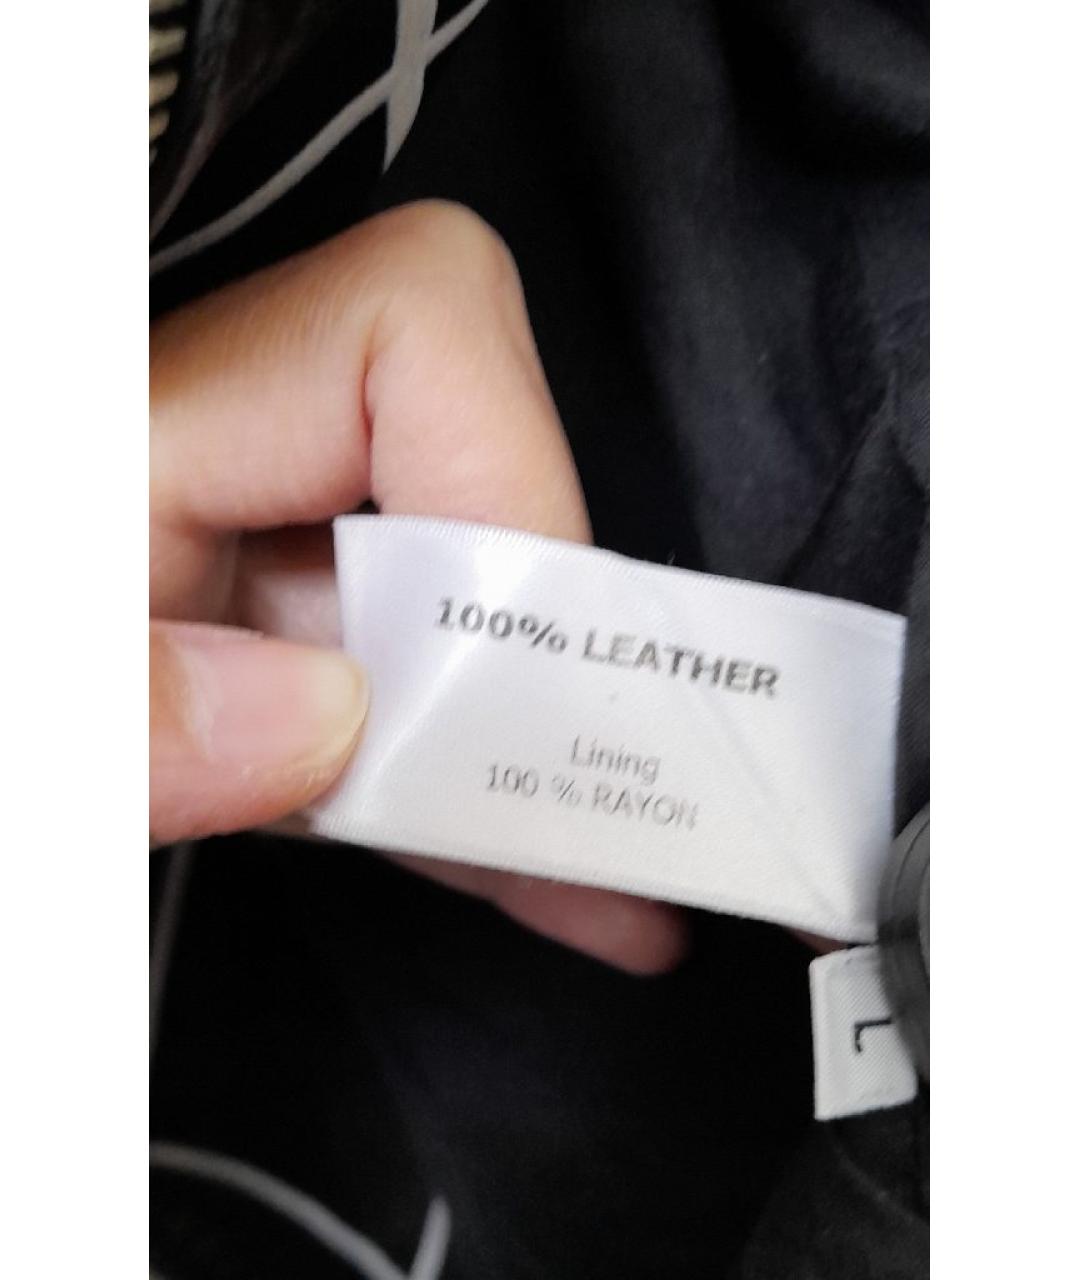 100% LEATHER
Lining
100 % RAYON
L